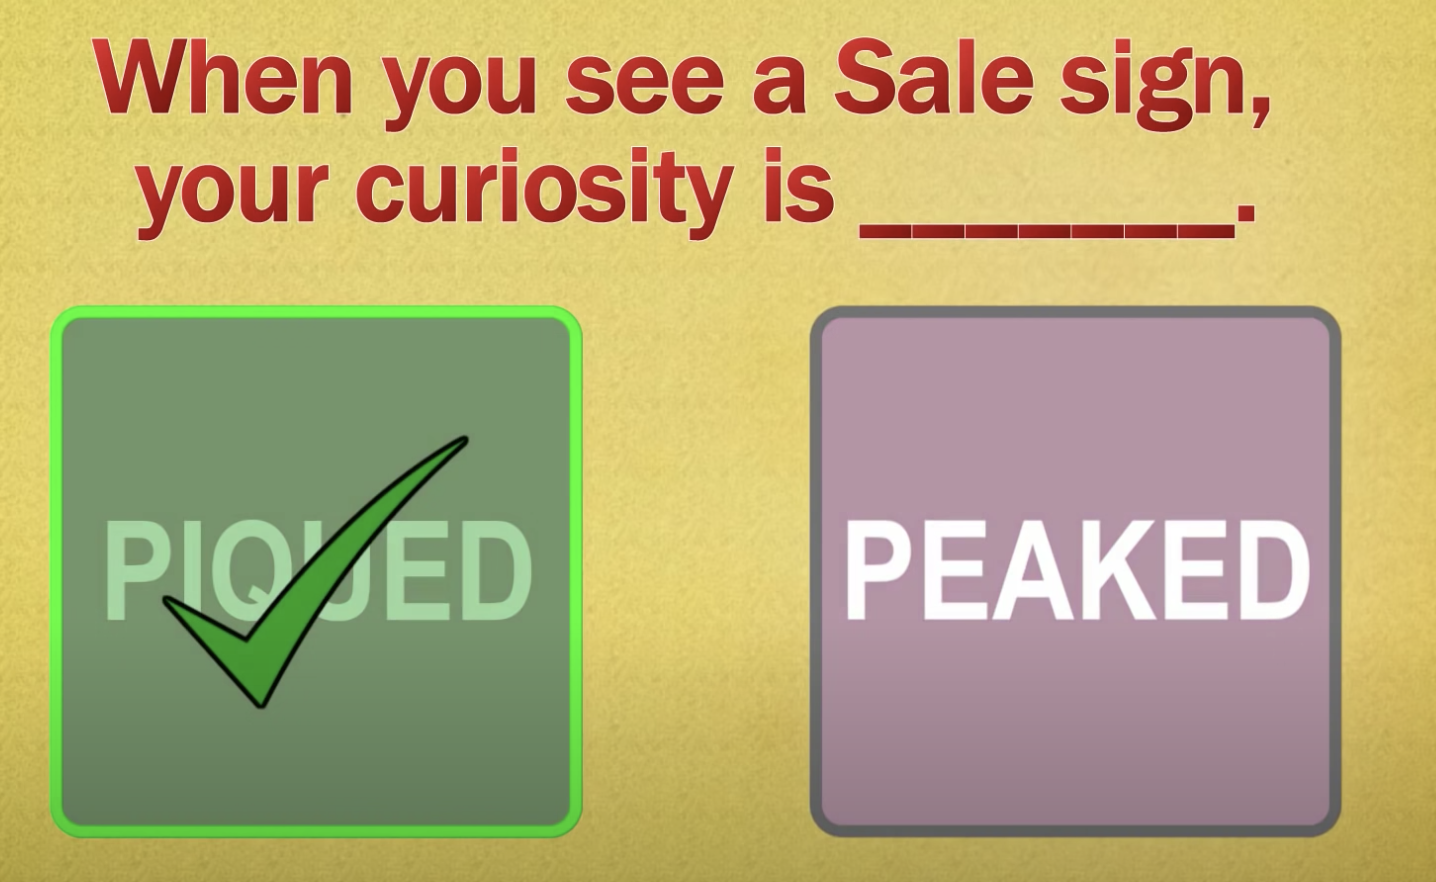 When you see a Sale sign,
your curiosity is _______.
PIQUED
PEAKED